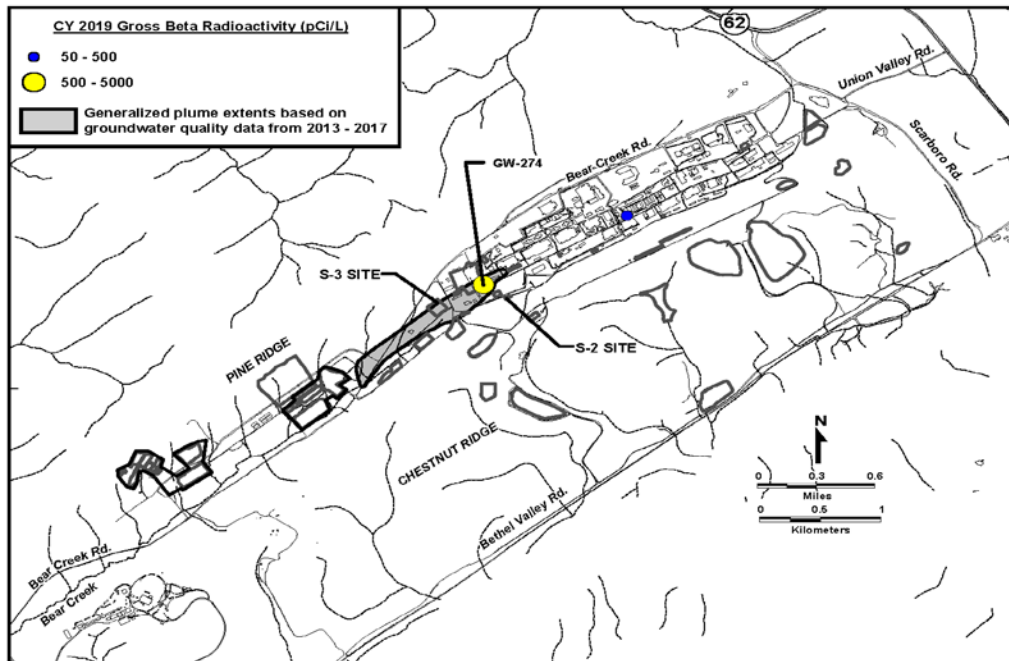 CY 2019 Gross Beta Radioactivity (pCi/L)
50 - 500
500 - 5000
Generalized plume extents based on
groundwater quality data from 2013 - 2017
62
Union Valley Rd.
Scarboro Rd.
Bear Creek Rd.
GW-274
S-3 SITE
S-2 SITE
PINE RIDGE
CHESTNUT RIDGE
Bethel Valley Rd.
N
0 0.3 0.6
Miles
0 0.5 1
Kilometers
Bear Creek Rd.
Bear Creek